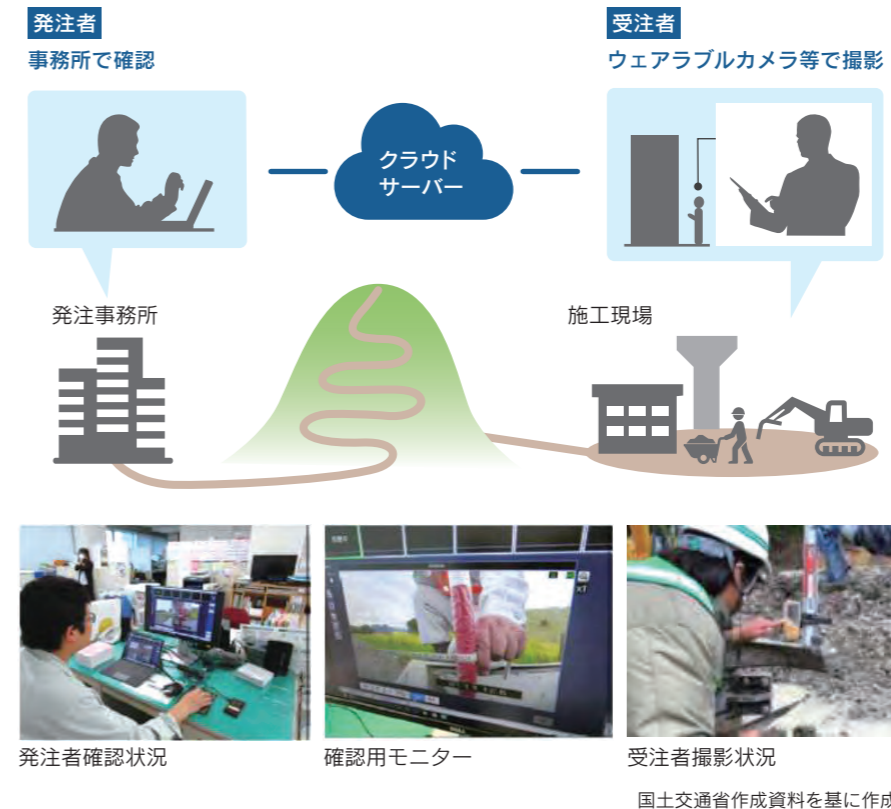 発注者
事務所で確認
受注者
ウェアラブルカメラ等で撮影
クラウド
サーバー
発注事務所
施工現場
発注者確認状況
確認用モニター
受注者撮影状況
国土交通省作成資料を基に作成